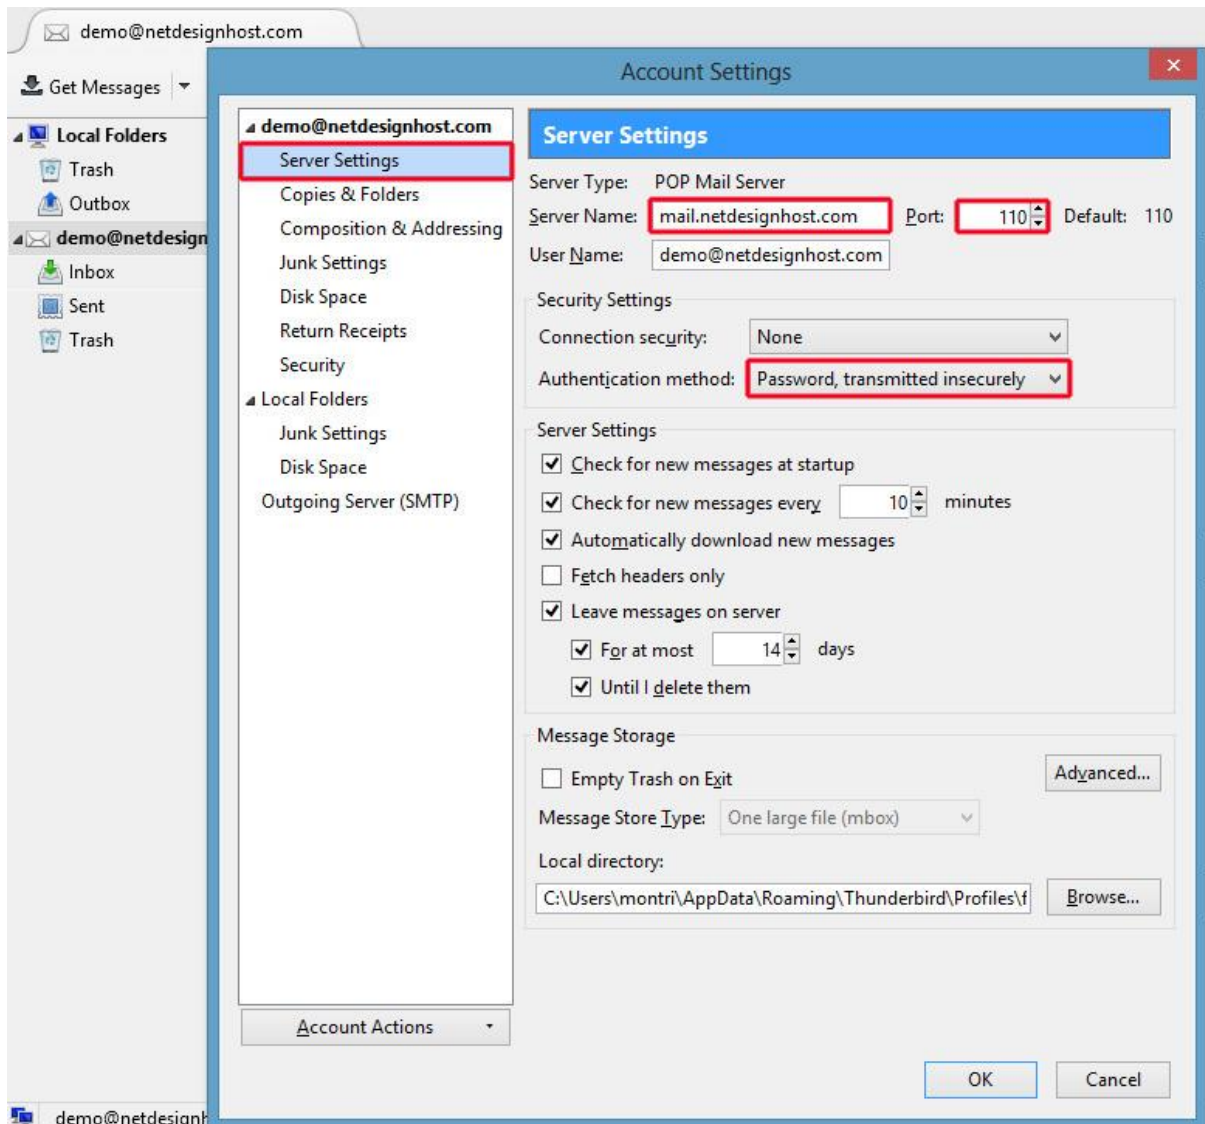 demo@netdesignhost.com
Get Messages
Local Folders
Trash
Outbox
demo@netdesign
Inbox
Sent
Trash
demo@netdesignh
Account Settings
demo@netdesignhost.com
Server Settings
Copies & Folders
Composition & Addressing
Junk Settings
Disk Space
Return Receipts
Security
Local Folders
Junk Settings
Disk Space
Outgoing Server (SMTP)
Account Actions
Server Settings
Server Type: POP Mail Server
Server Name: mail.netdesignhost.com Port: 110 Default: 110
User Name: demo@netdesignhost.com
Security Settings
Connection security: None
Authentication method: Password, transmitted insecurely
Server Settings
Check for new messages at startup
Check for new messages every 10 minutes
Automatically download new messages
Fetch headers only
Leave messages on server
For at most 14 days
Until I delete them
Message Storage
Empty Trash on Exit Advanced...
Message Store Type: One large file (mbox)
Local directory:
C:\Users\montri\AppData\Roaming\Thunderbird\Profiles\f Browse...
OK Cancel